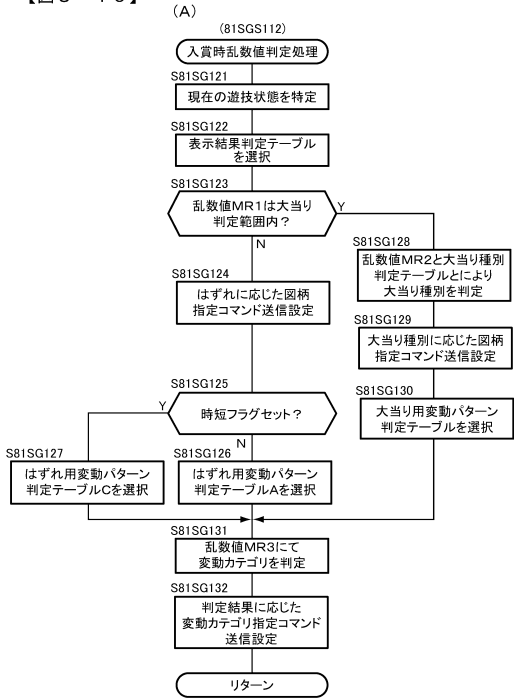 (A)
(81SGS112)
入賞時乱数値判定処理
S81SG121
現在の遊技状態を特定
S81SG122
表示結果判定テーブル
を選択
S81SG123
乱数値MR1は大当り
判定範囲内？
Y
N
S81SG128
乱数値MR2と大当り種別
判定テーブルとにより
大当り種別を判定
S81SG124
はずれに応じた図柄
指定コマンド送信設定
S81SG129
大当り種別に応じた図柄
指定コマンド送信設定
S81SG125
時短フラグセット？
Y
N
S81SG130
大当り用変動パターン
判定テーブルを選択
S81SG127
はずれ用変動パターン
判定テーブルCを選択
S81SG126
はずれ用変動パターン
判定テーブルAを選択
S81SG131
乱数値MR3にて
変動カテゴリを判定
S81SG132
判定結果に応じた
変動カテゴリ指定コマンド
送信設定
リターン